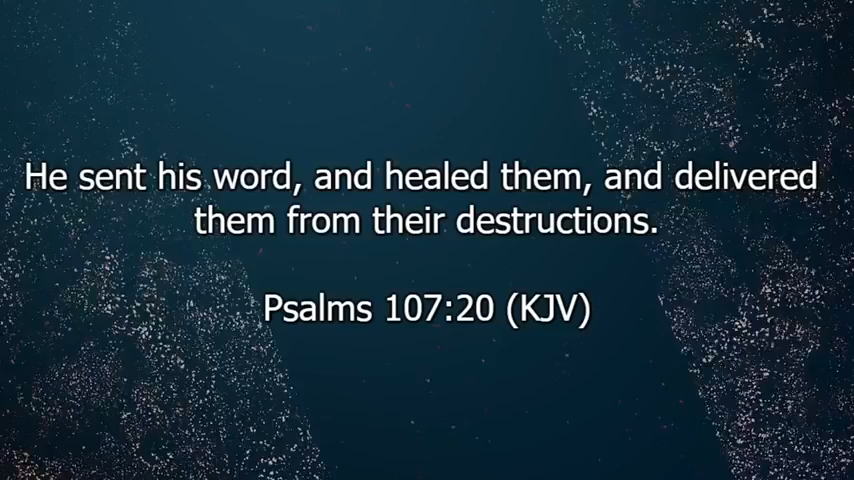 He sent his word, and healed them, and delivered
them from their destructions.
Psalms 107:20 (KJV)